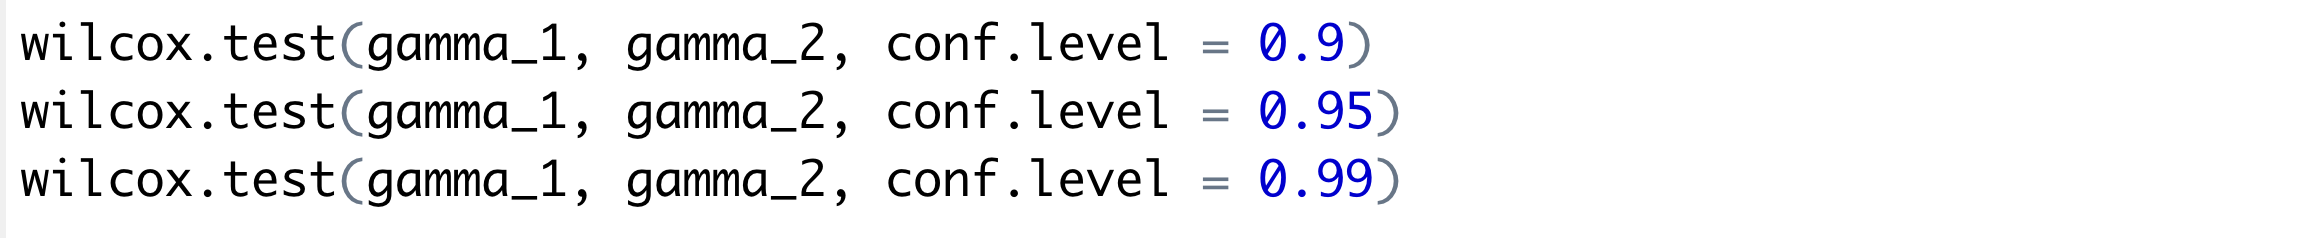 wilcox.test(gamma_1, gamma_2, conf.level = 0.9)
wilcox.test(gamma_1, gamma_2, conf.level = 0.95)
wilcox.test(gamma_1, gamma_2, conf.level = 0.99)